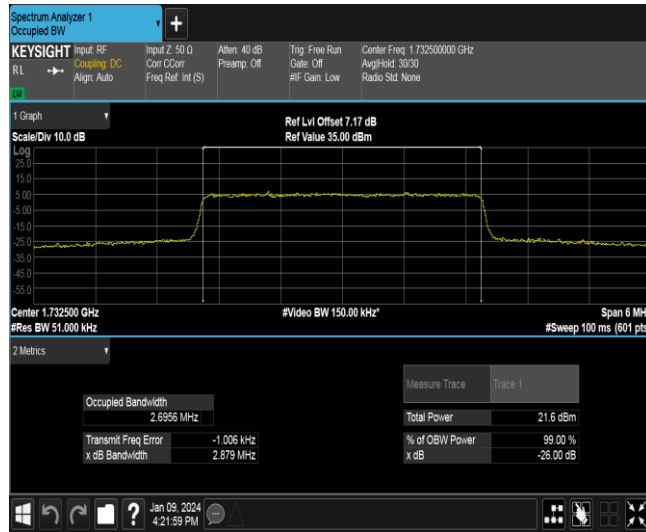 Spectrum Analyzer 1
Occupied BW
+
KEYSIGHT Input: RF Input Z: 50 Ω Atten: 40 dB Trig: Free Run Center Freq: 1.732500000 GHz
RL Coupling: DC Corr CCorr Preamp: Off Gate: Off Avg|Hold: 30/30
Align: Auto Freq Ref: Int (S) #IF Gain: Low Radio Std: None
LXI
1 Graph
Ref Lvl Offset 7.17 dB
Scale/Div 10.0 dB Ref Value 35.00 dBm
Log
25.0
15.0
5.00
-5.00
-15.0
-25.0
-35.0
-45.0
-55.0
Center 1.732500 GHz #Video BW 150.00 kHz* Span 6 MH
#Res BW 51.000 kHz #Sweep 100 ms (601 pts
2 Metrics
Measure Trace Trace 1
Occupied Bandwidth
2.6956 MHz Total Power 21.6 dBm
Transmit Freq Error -1.006 kHz % of OBW Power 99.00 %
x dB Bandwidth 2.879 MHz x dB -26.00 dB
? Jan 09, 2024
4:21:59 PM